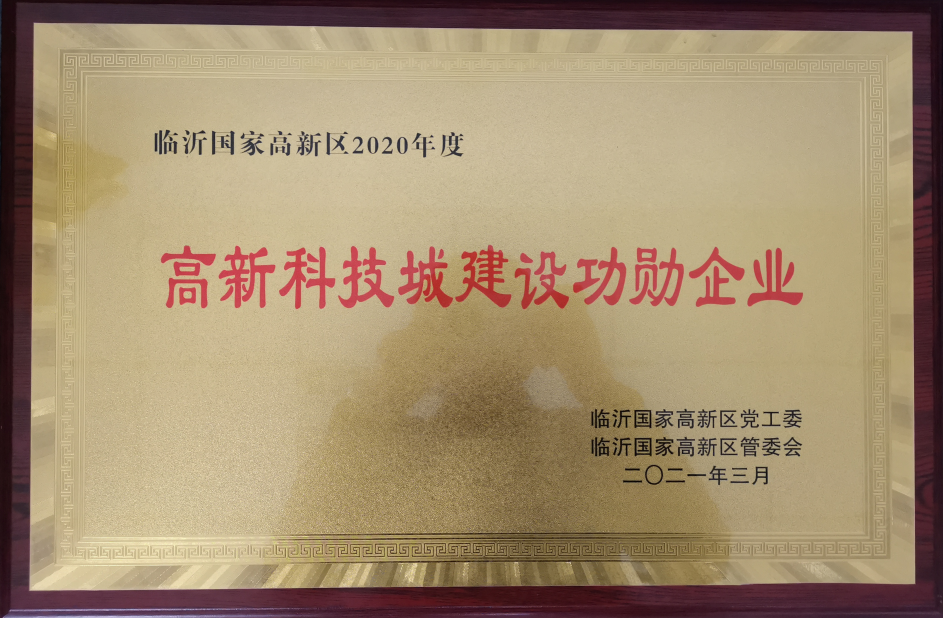 临沂国家高新区2020年度
高新科技城建设功勋企业
临沂国家高新区党工委
临沂国家高新区管委会
二〇二一年三月